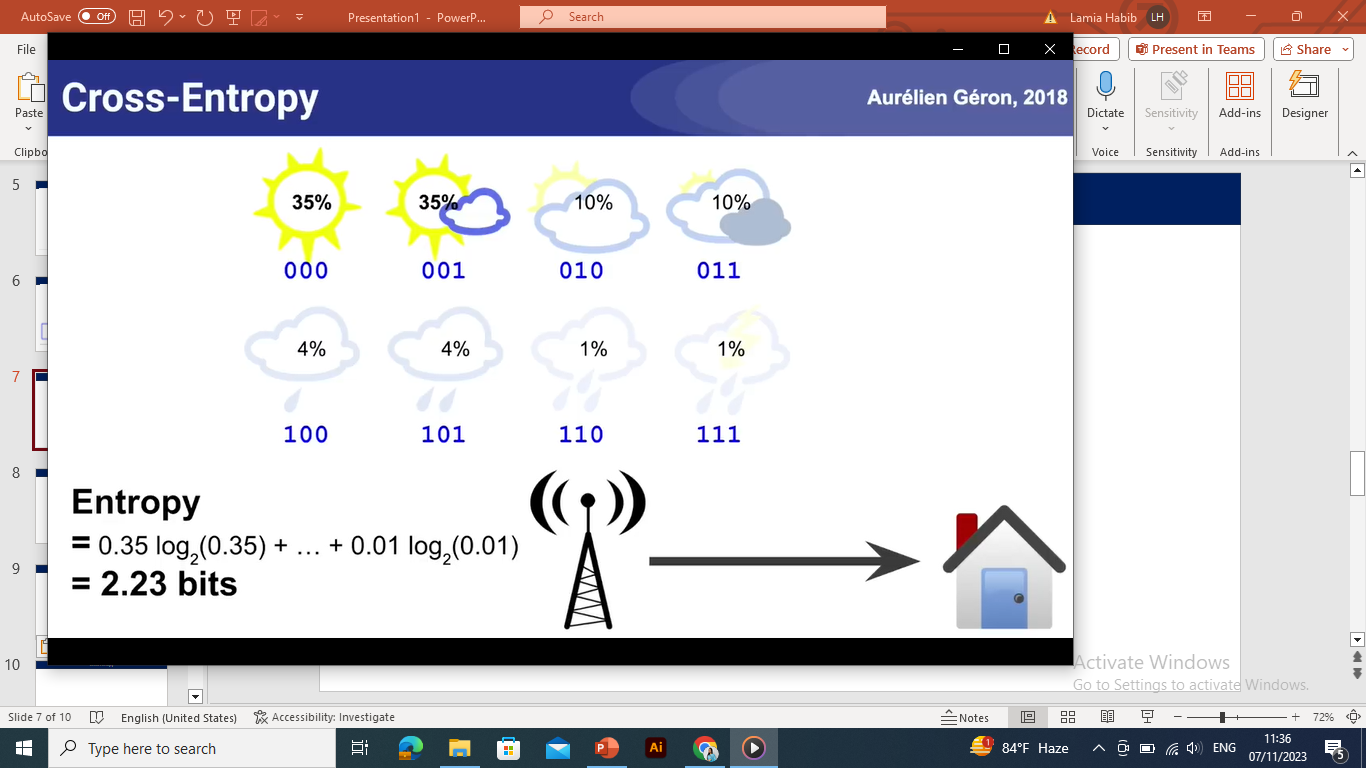 AutoSave Off Presentation1 - PowerP... Search Lamia Habib LH
File Record Present in Teams Share
Cross-Entropy Aurélien Géron, 2018
Paste Dictate Sensitivity Add-ins Designer
Clipbo Voice Sensitivity Add-ins
35% 35% 10% 10%
000 001 010 011
4% 4% 1% 1%
100 101 110 111
Entropy
= 0.35 log2(0.35) + … + 0.01 log2(0.01)
= 2.23 bits
5
6
7
8
9
10
Activate Windows
Go to Settings to activate Windows.
Slide 7 of 10 English (United States) Accessibility: Investigate Notes 72%
Type here to search 84°F Haze ENG 11:36
07/11/2023 5